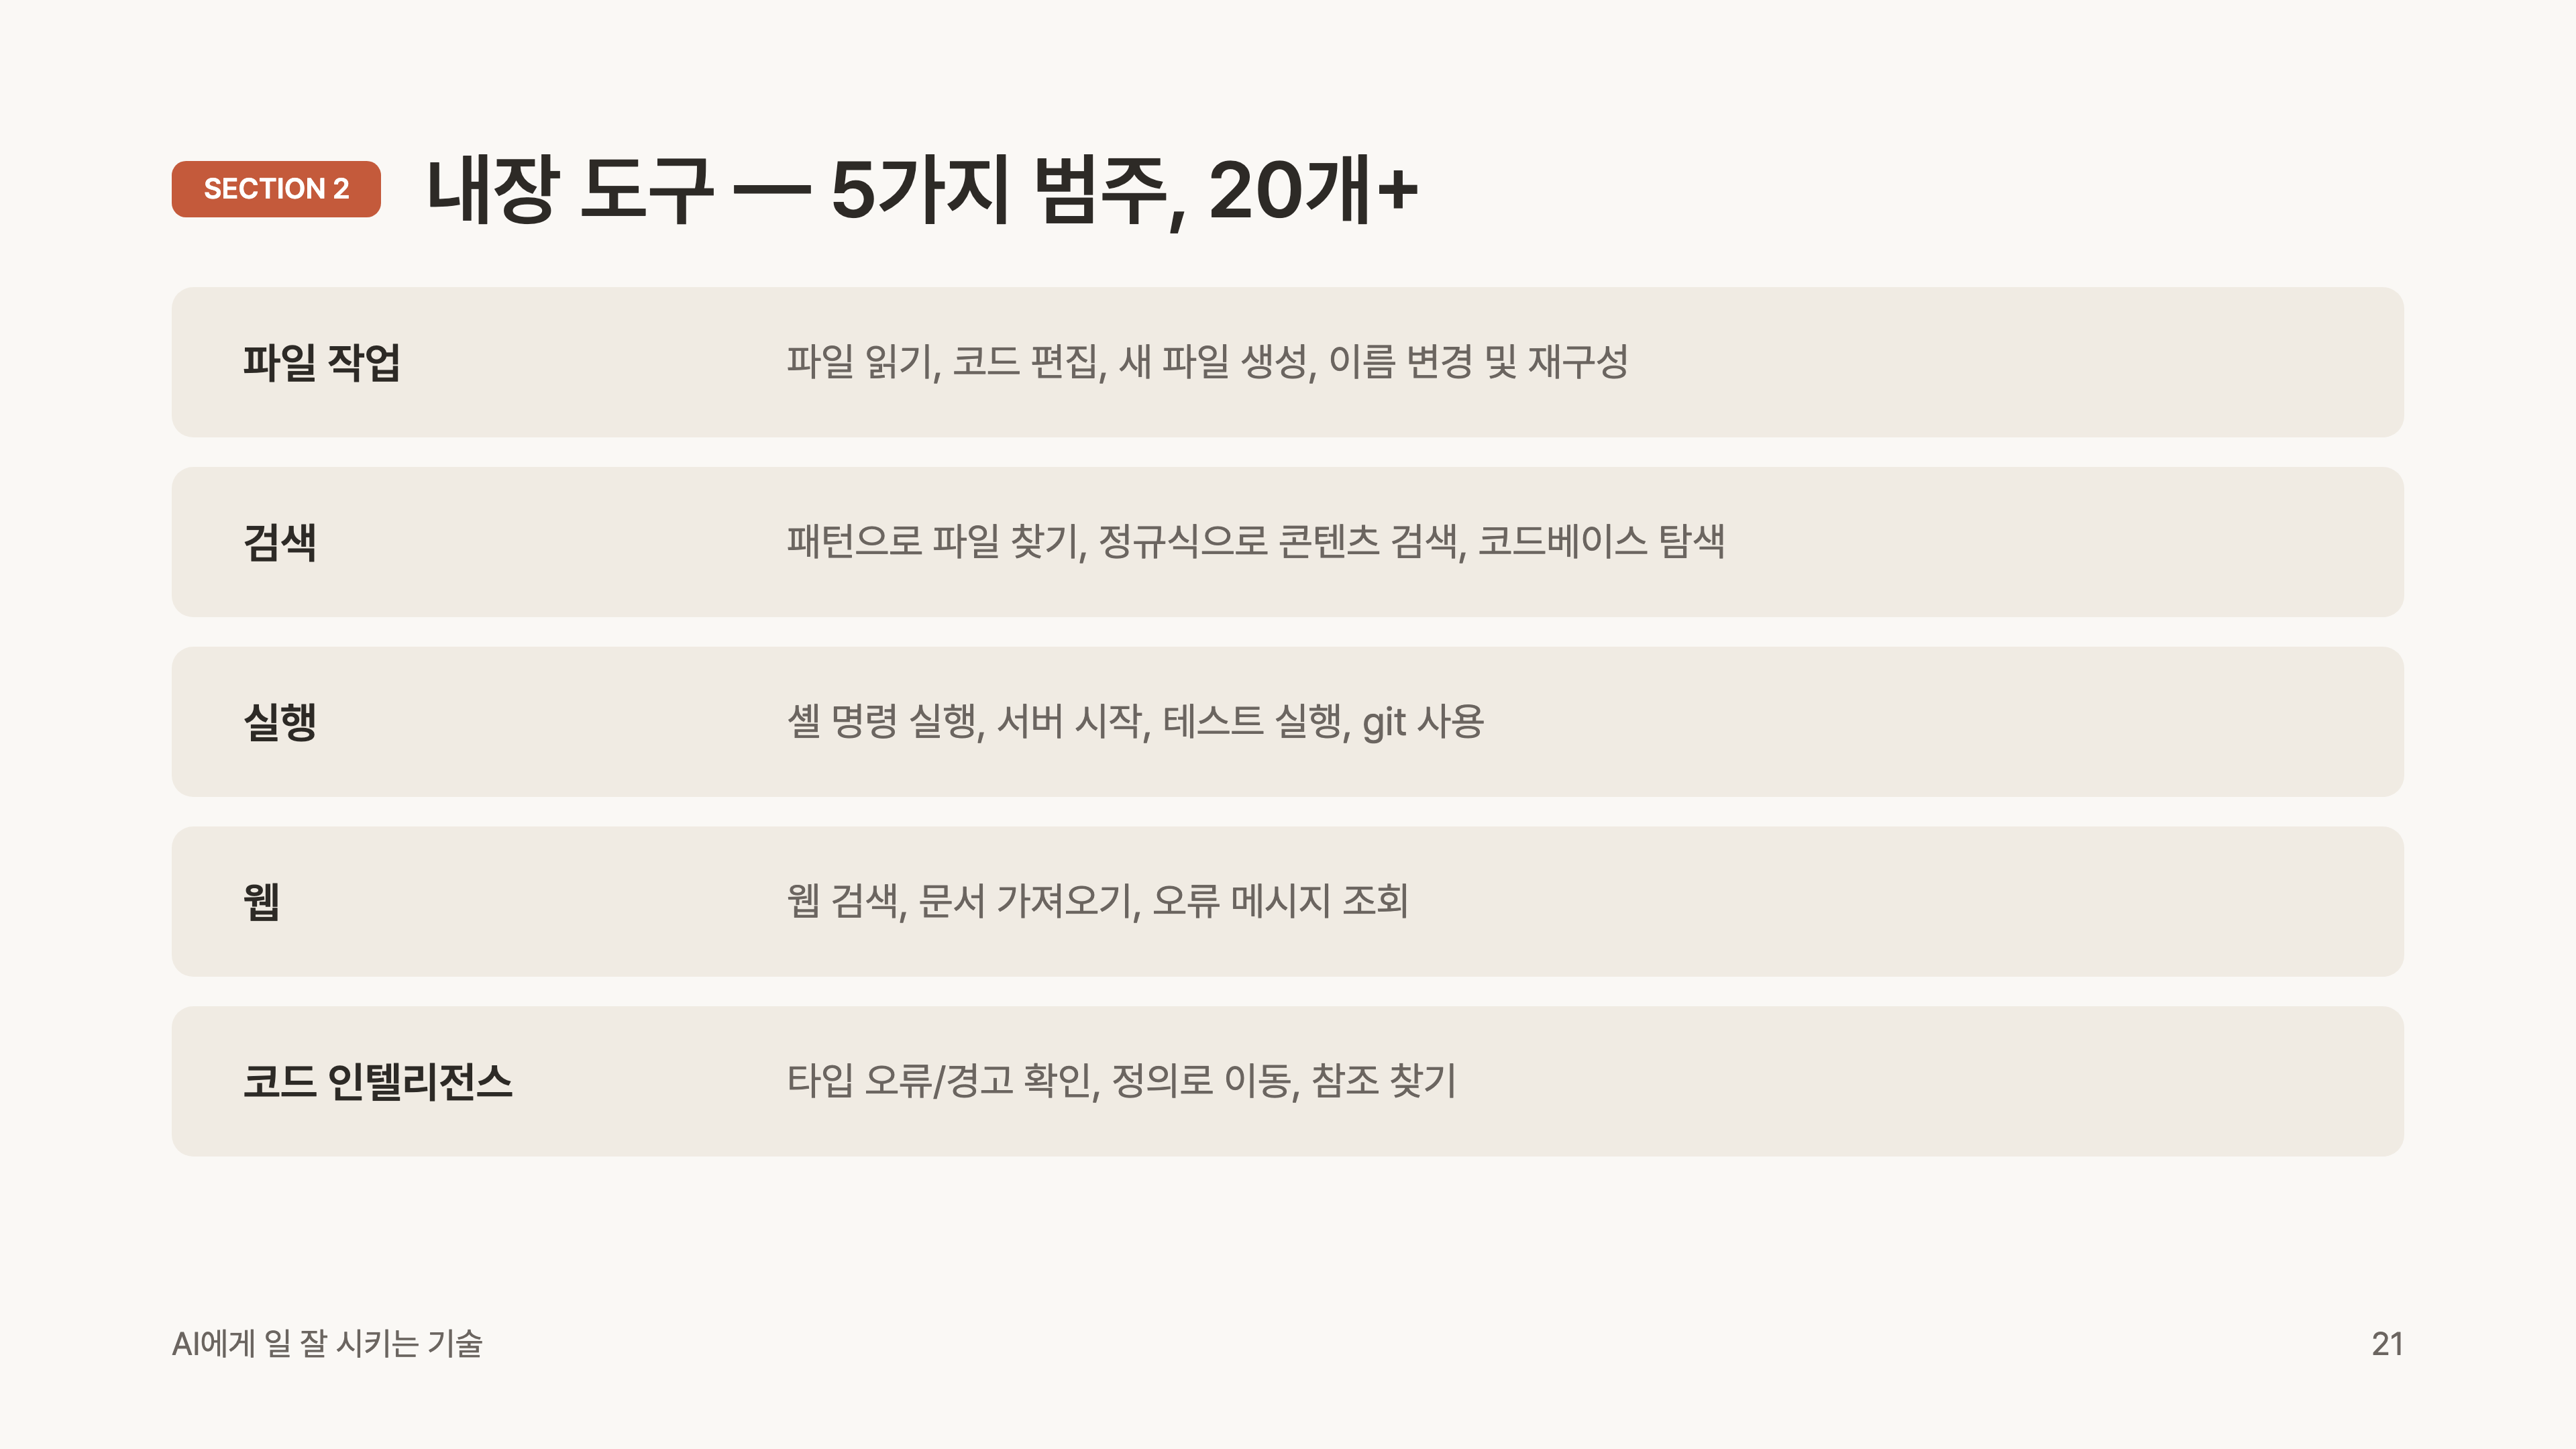 SECTION 2
내장 도구 — 5가지 범주, 20개+
파일 작업
파일 읽기, 코드 편집, 새 파일 생성, 이름 변경 및 재구성
검색
패턴으로 파일 찾기, 정규식으로 콘텐츠 검색, 코드베이스 탐색
실행
셸 명령 실행, 서버 시작, 테스트 실행, git 사용
웹
웹 검색, 문서 가져오기, 오류 메시지 조회
코드 인텔리전스
타입 오류/경고 확인, 정의로 이동, 참조 찾기
AI에게 일 잘 시키는 기술
21